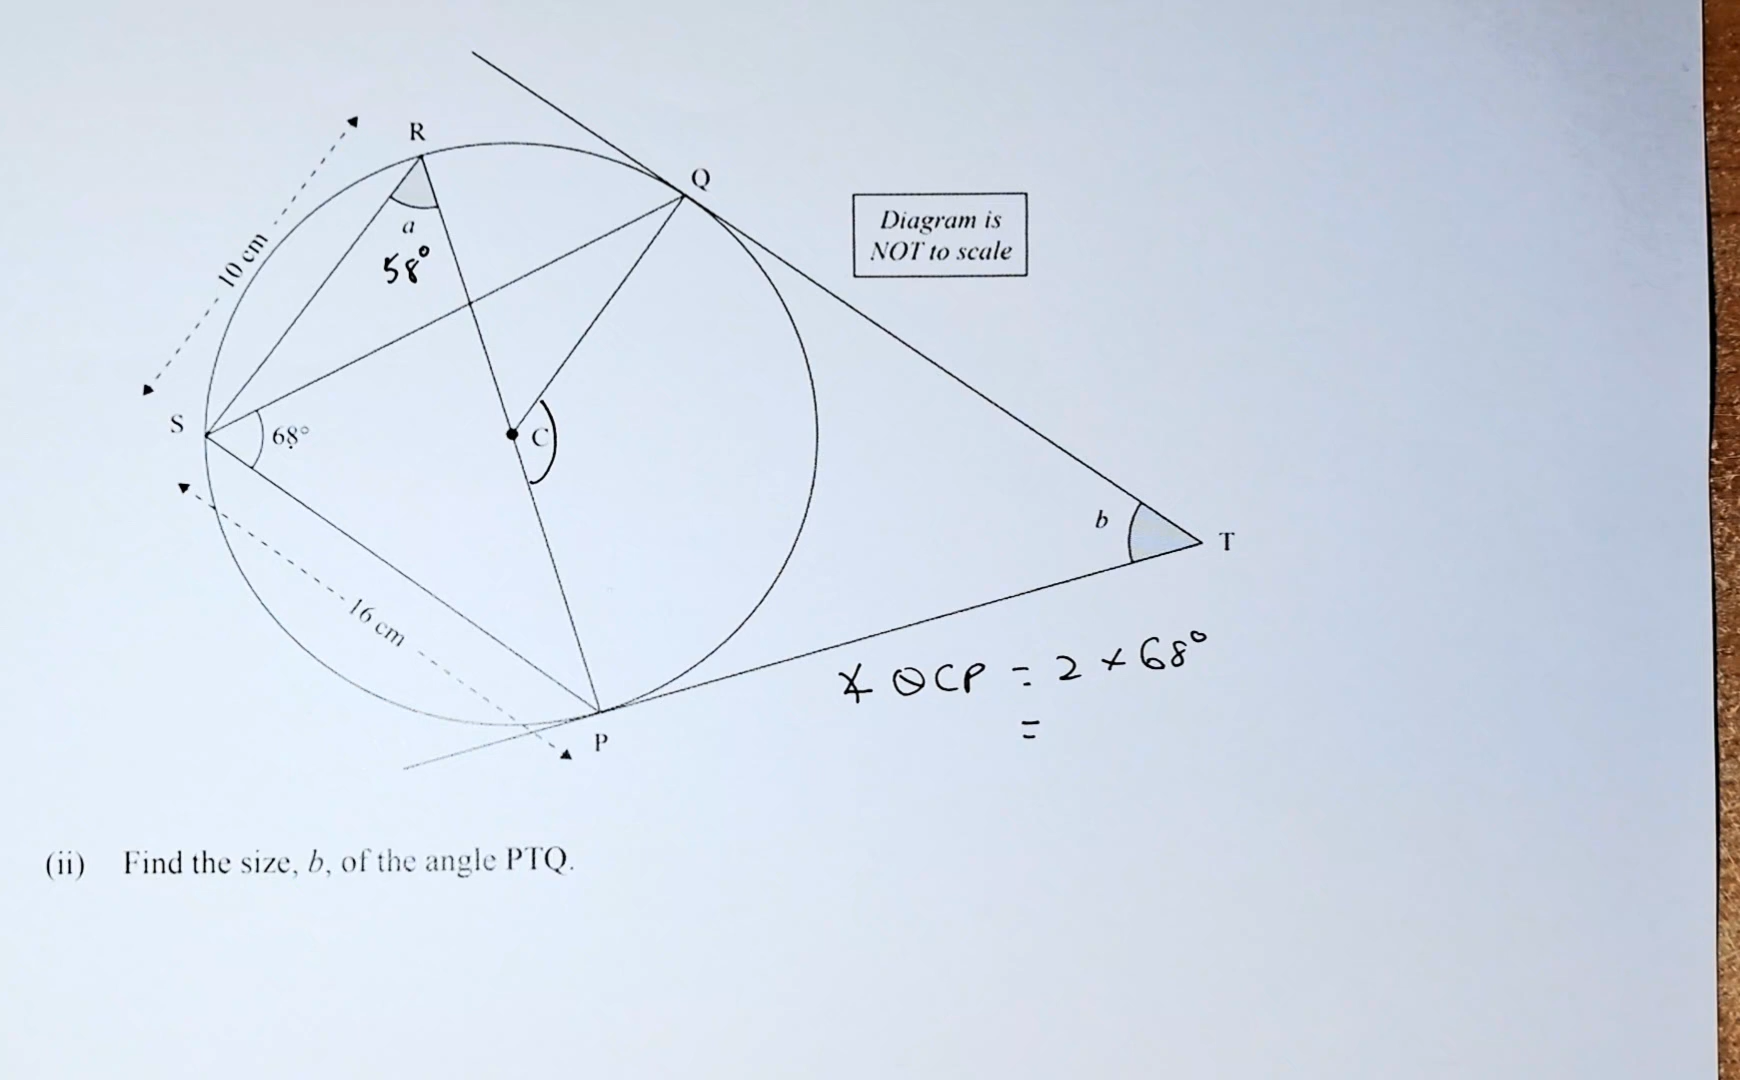 R
Q
a
58°
10 cm
Diagram is
NOT to scale
S
68°
C
b
T
16 cm
P
∡ QCP = 2 × 68°
=
(ii) Find the size, b, of the angle PTQ.